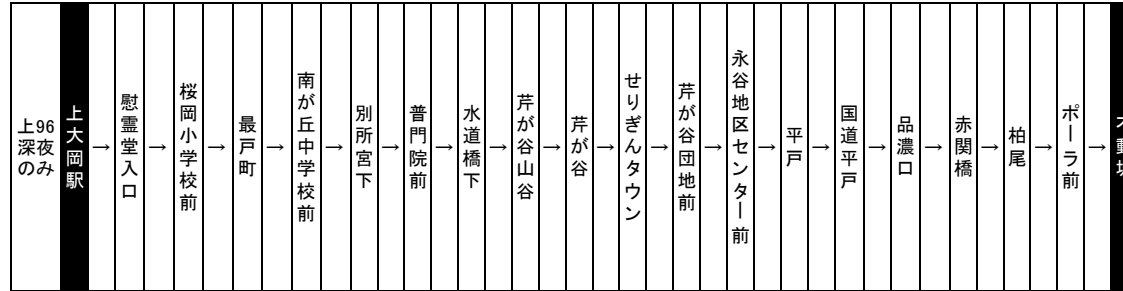 上96
深夜
のみ
上大岡駅
→
慰霊堂入口
→
桜岡小学校前
→
最戸町
→
南が丘中学校前
→
別所宮下
→
普門院前
→
水道橋下
→
芹が谷山谷
→
芹が谷
→
せりぎんタウン
→
芹が谷団地前
→
永谷地区センター前
→
平戸
→
国道平戸
→
品濃口
→
赤関橋
→
柏尾
→
ポーラ前
→